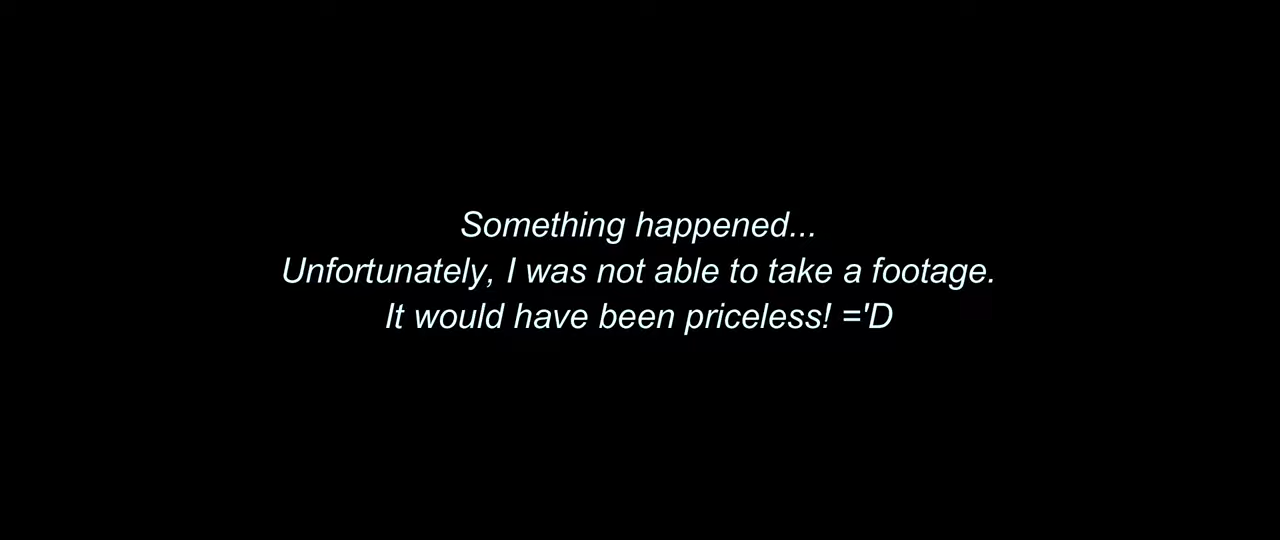 Something happened...
Unfortunately, I was not able to take a footage.
It would have been priceless! ='D